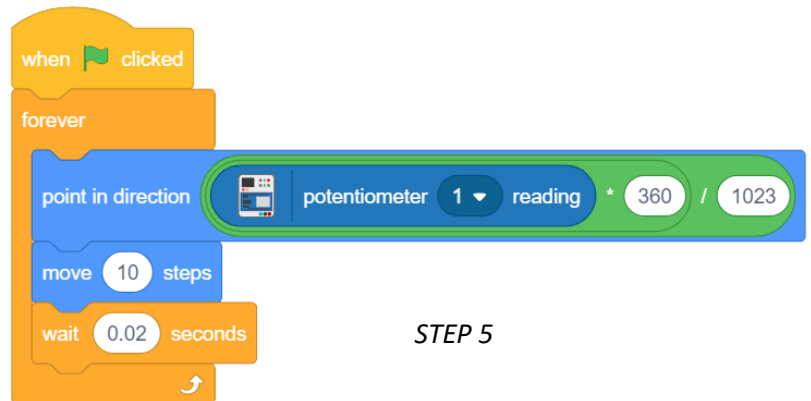 when clicked
forever
point in direction potentiometer 1 reading * 360 / 1023
move 10 steps
wait 0.02 seconds
STEP 5